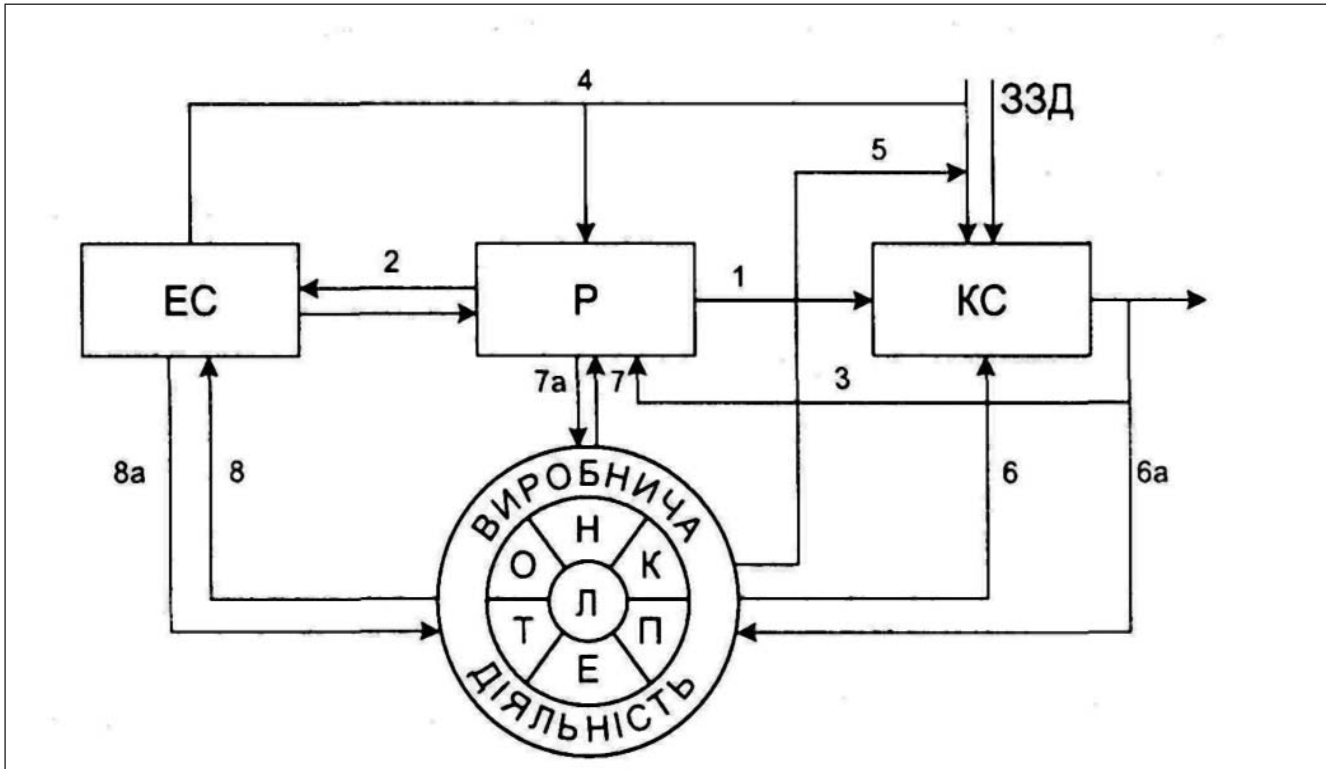 4
ЗЗД
5
ЕС
2
Р
1
КС
7а
7
3
8а
8
6
6а
ВИРОБНИЧА
Н
О
К
Л
Т
П
Е
ДІЯЛЬНІСТЬ